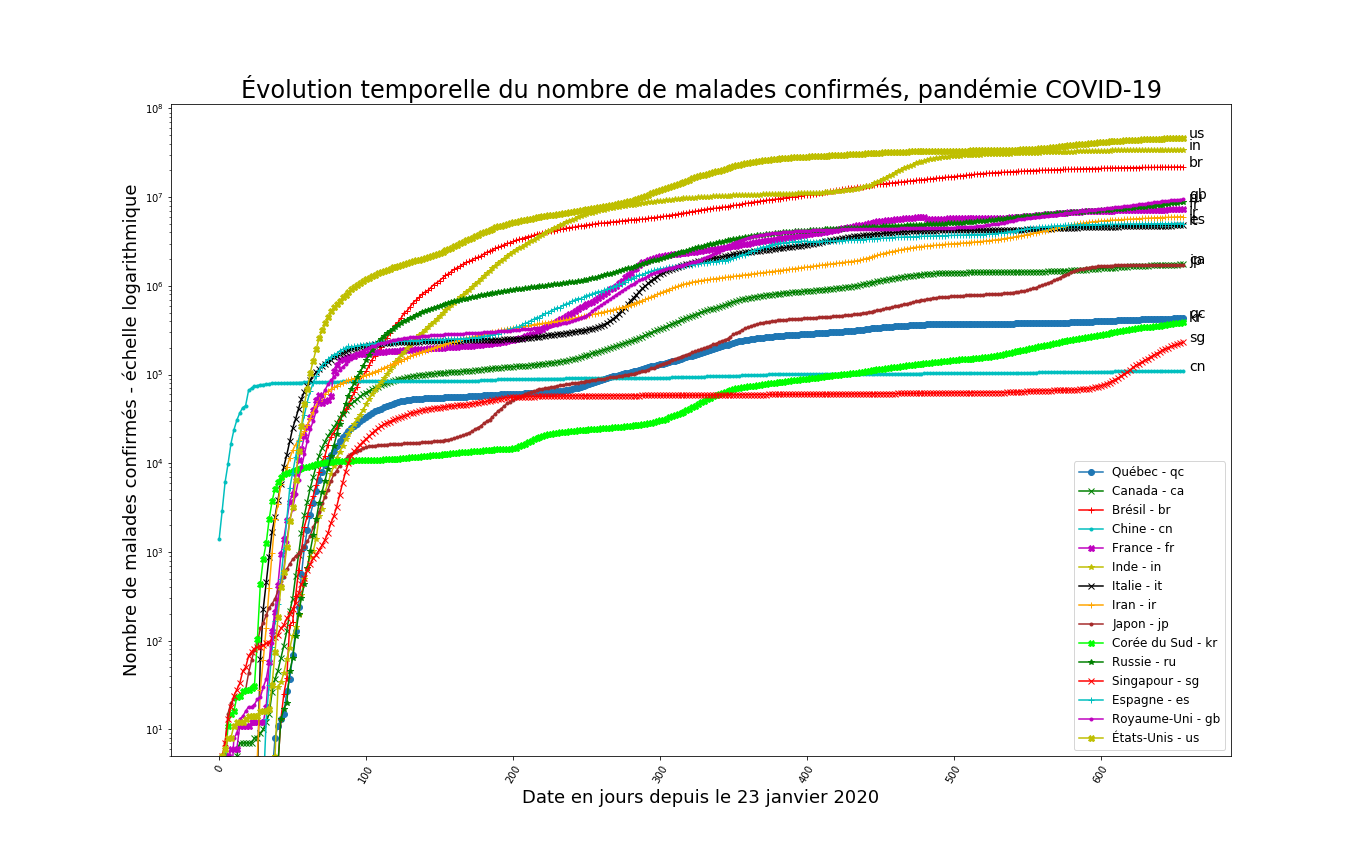 Évolution temporelle du nombre de malades confirmés, pandémie COVID-19
Nombre de malades confirmés - échelle logarithmique
10⁸
10⁷
10⁶
10⁵
10⁴
10³
10²
10¹
us
in
br
gb
es
ca
jp
qc
kr
sg
cn
Québec - qc
Canada - ca
Brésil - br
Chine - cn
France - fr
Inde - in
Italie - it
Iran - ir
Japon - jp
Corée du Sud - kr
Russie - ru
Singapour - sg
Espagne - es
Royaume-Uni - gb
États-Unis - us
0
100
200
300
400
500
600
Date en jours depuis le 23 janvier 2020